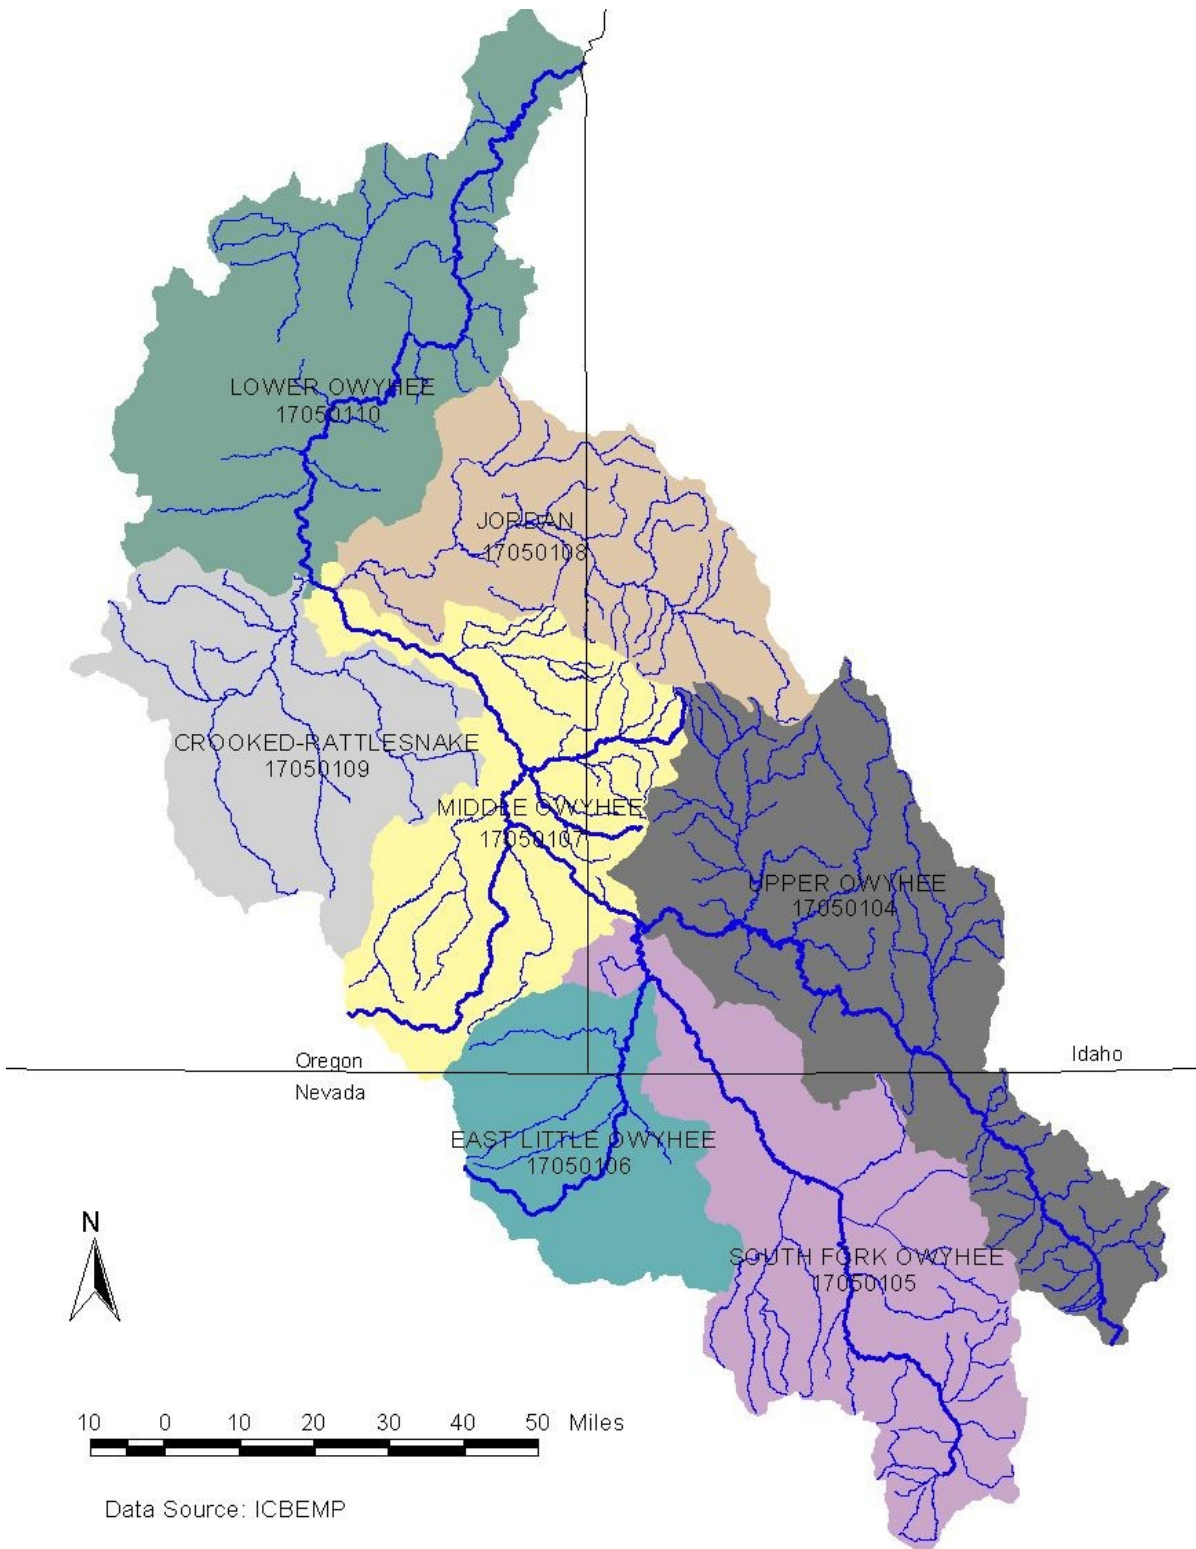 LOWER OWYHEE
17050110
JORDAN
17050108
CROOKED-RATTLESNAKE
17050109
MIDDLE OWYHEE
17050107
UPPER OWYHEE
17050104
Oregon
Idaho
Nevada
EAST LITTLE OWYHEE
17050106
N
SOUTH FORK OWYHEE
17050105
10 0 10 20 30 40 50 Miles
Data Source: ICBEMP